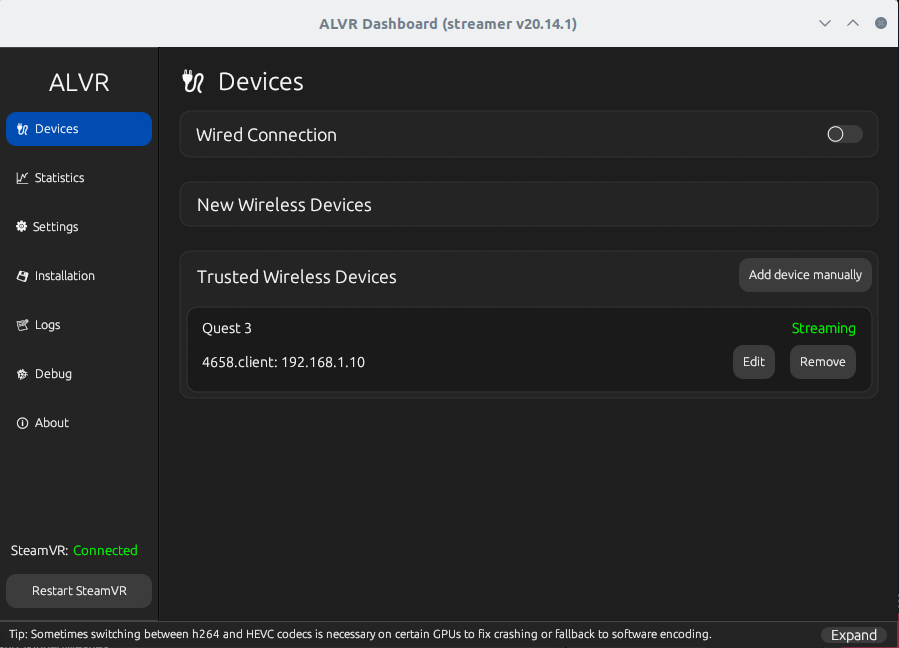 ALVR Dashboard (streamer v20.14.1)
ALVR
Devices
Statistics
Settings
Installation
Logs
Debug
About
SteamVR: Connected
Restart SteamVR
Devices
Wired Connection
New Wireless Devices
Trusted Wireless Devices
Add device manually
Quest 3
Streaming
4658.client: 192.168.1.10
Edit
Remove
Tip: Sometimes switching between h264 and HEVC codecs is necessary on certain GPUs to fix crashing or fallback to software encoding.
Expand